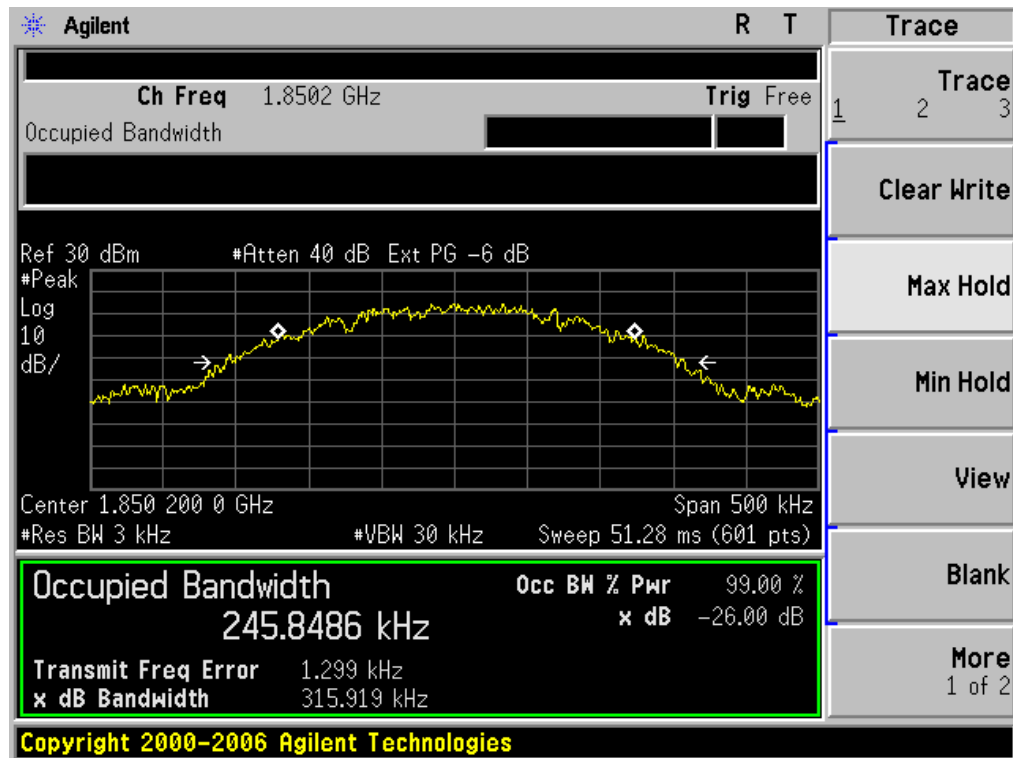 Agilent R T Trace
Ch Freq 1.8502 GHz Trig Free
Occupied Bandwidth
Trace
1 2 3
Clear Write
Ref 30 dBm #Atten 40 dB Ext PG -6 dB
#Peak
Log
10
dB/
Max Hold
Min Hold
View
Center 1.850 200 0 GHz Span 500 kHz
#Res BW 3 kHz #VBW 30 kHz Sweep 51.28 ms (601 pts)
Occupied Bandwidth Occ BW % Pwr 99.00 %
245.8486 kHz x dB -26.00 dB
Transmit Freq Error 1.299 kHz
x dB Bandwidth 315.919 kHz
Blank
More
1 of 2
Copyright 2000-2006 Agilent Technologies